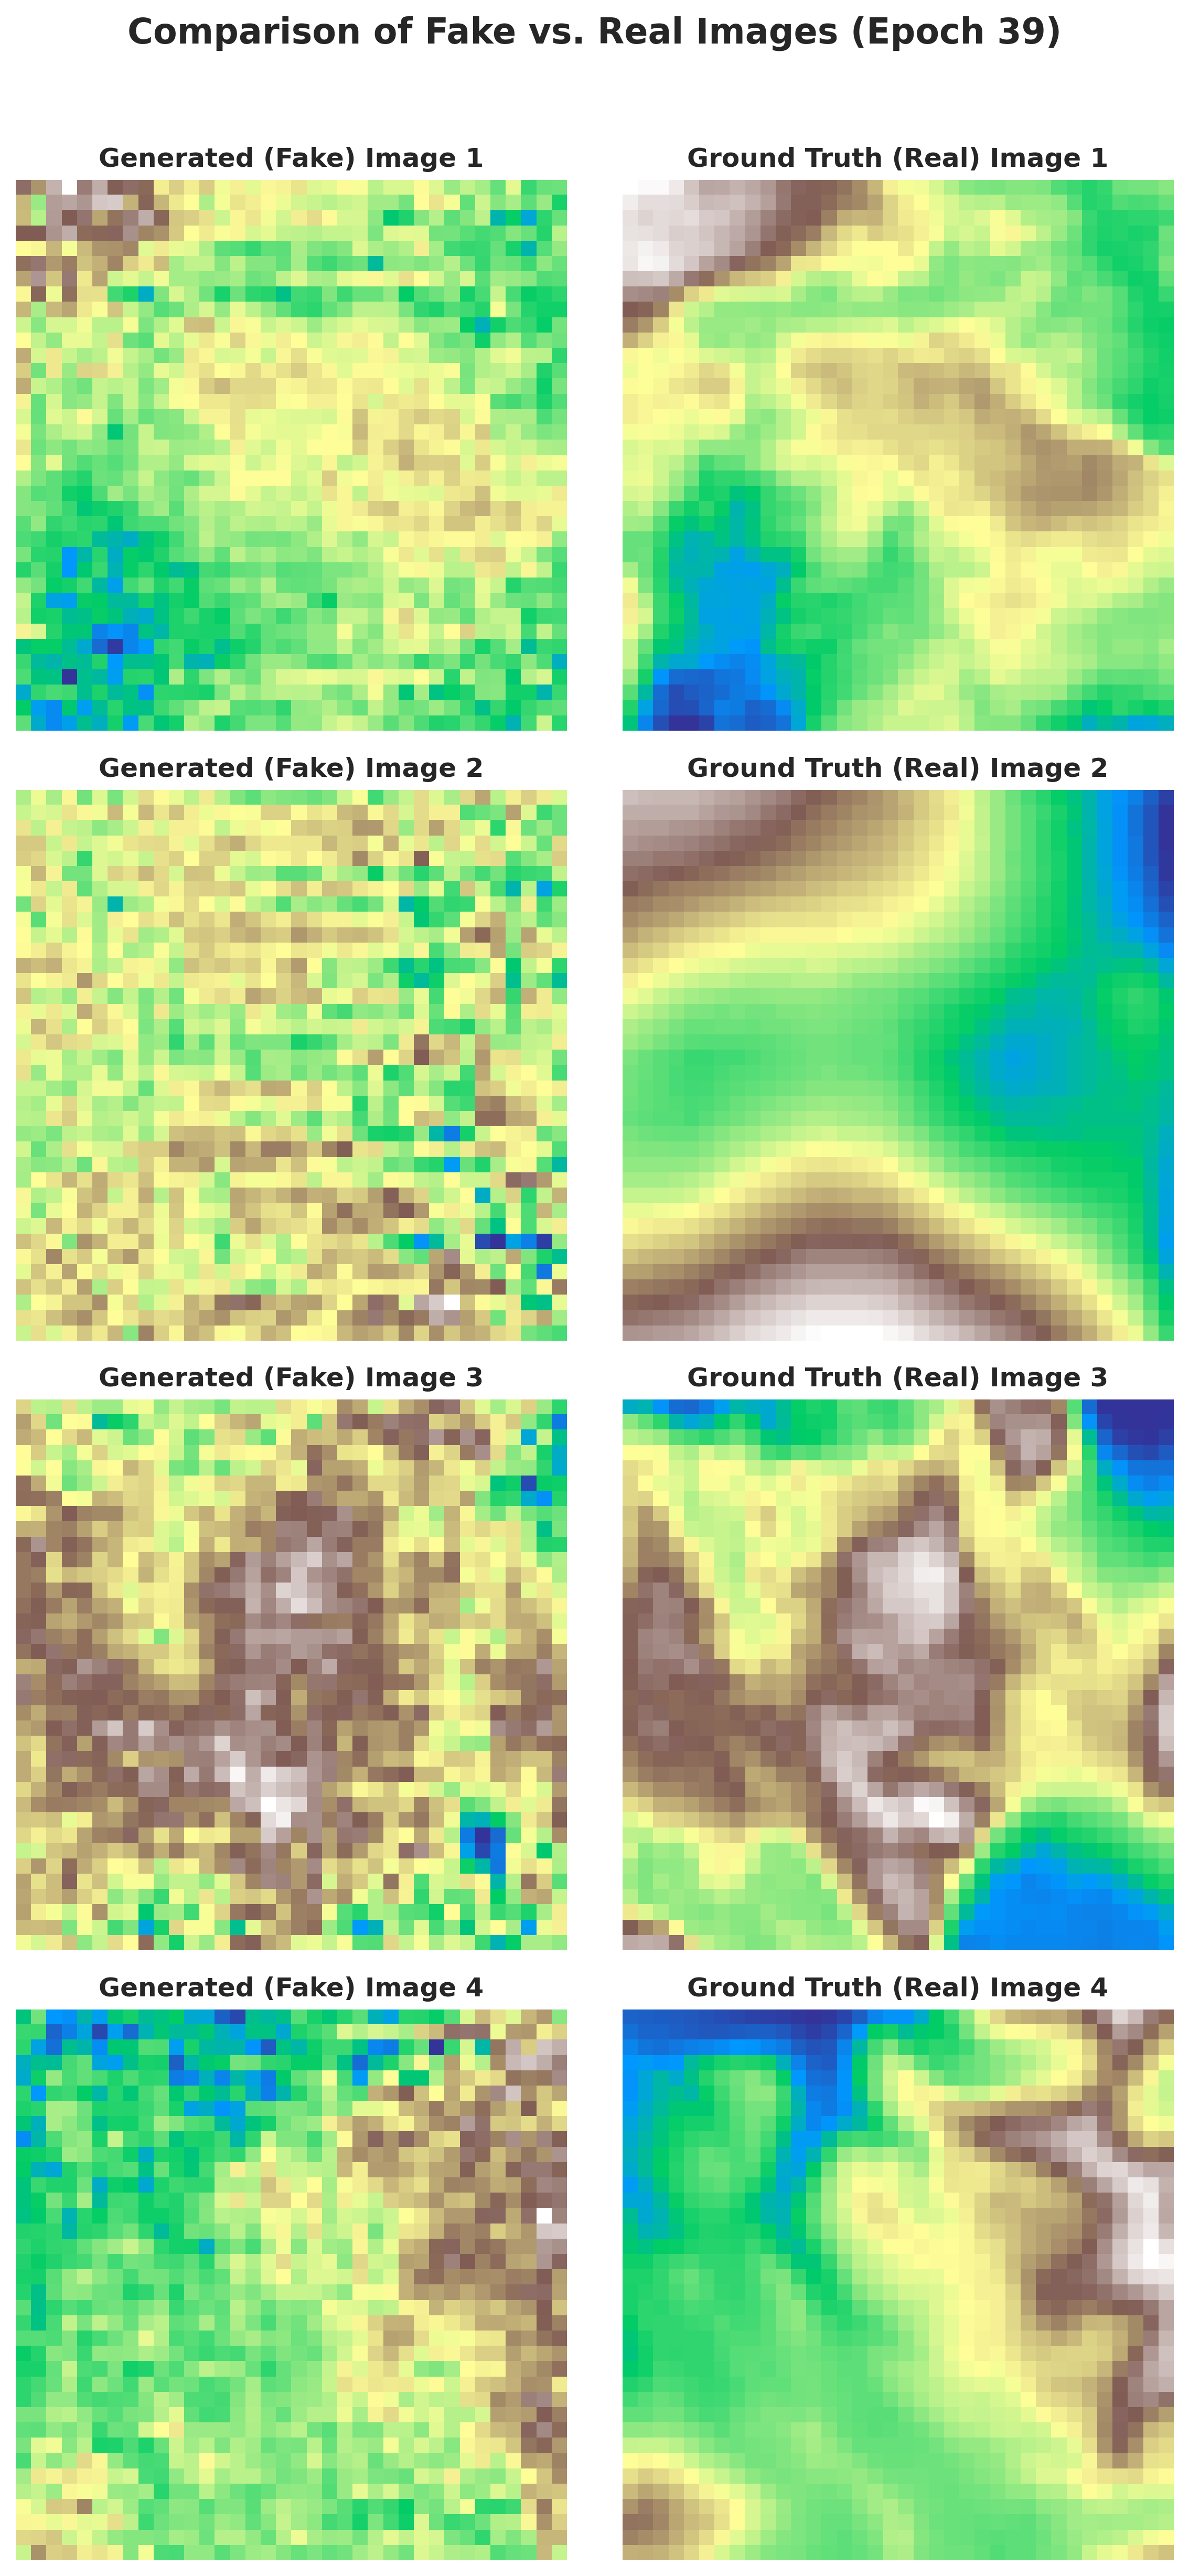 Comparison of Fake vs. Real Images (Epoch 39)
Generated (Fake) Image 1
Ground Truth (Real) Image 1
Generated (Fake) Image 2
Ground Truth (Real) Image 2
Generated (Fake) Image 3
Ground Truth (Real) Image 3
Generated (Fake) Image 4
Ground Truth (Real) Image 4